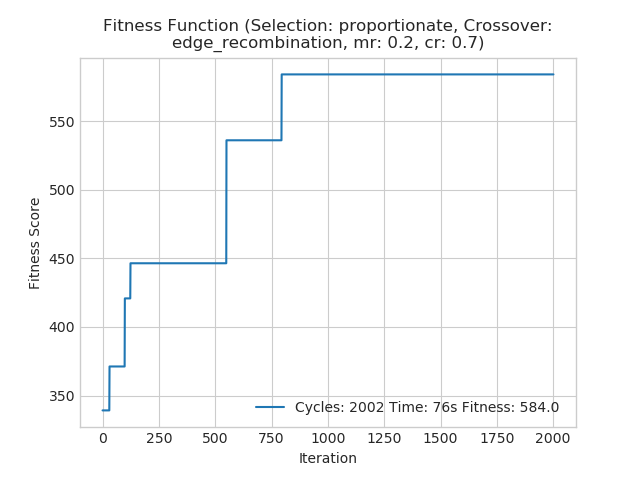 Fitness Function (Selection: proportionate, Crossover:
edge_recombination, mr: 0.2, cr: 0.7)
Fitness Score
550
500
450
400
350
Cycles: 2002 Time: 76s Fitness: 584.0
0 250 500 750 1000 1250 1500 1750 2000
Iteration